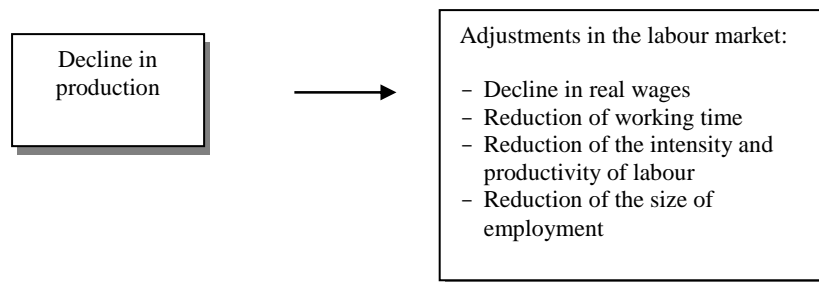 Decline in
production
Adjustments in the labour market:
− Decline in real wages
− Reduction of working time
− Reduction of the intensity and
productivity of labour
− Reduction of the size of
employment